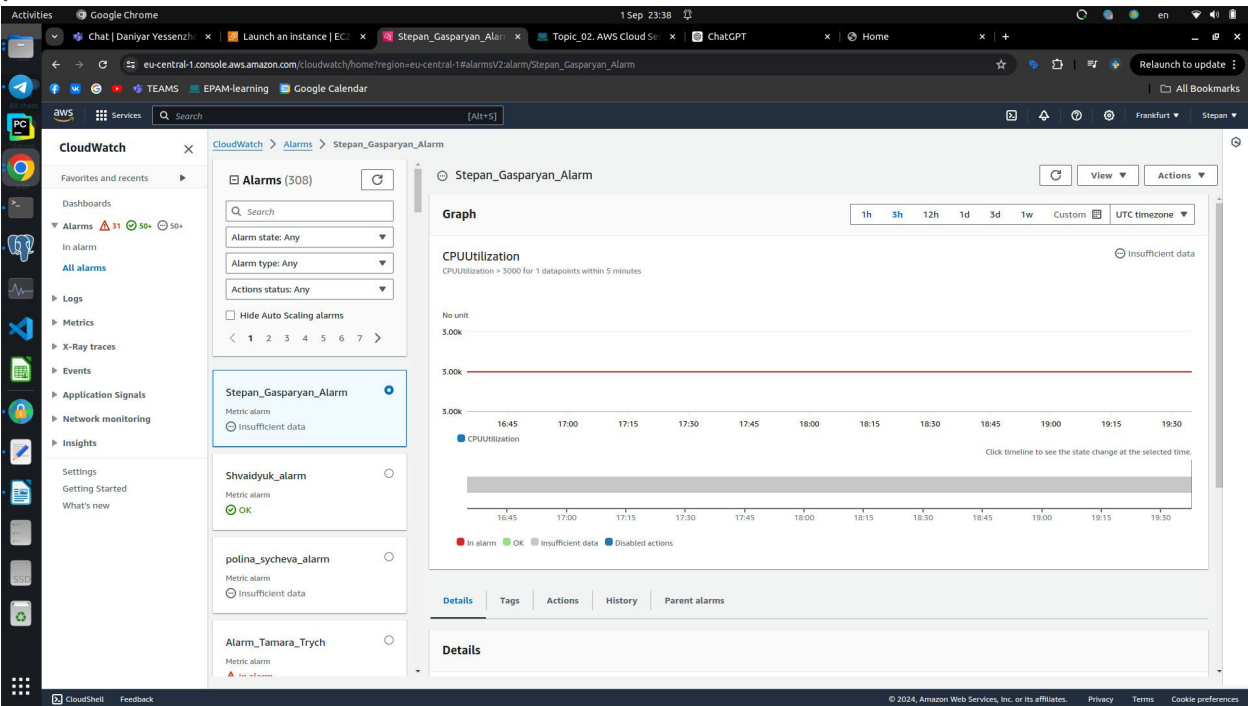 Activities Google Chrome 1 Sep 23:38 en
Chat | Daniyar Yessenzh × Launch an instance | EC2 × Stepan_Gasparyan_Alarm × Topic_02. AWS Cloud Se × ChatGPT × Home × +
eu-central-1.console.aws.amazon.com/cloudwatch/home?region=eu-central-1#alarmsV2:alarm/Stepan_Gasparyan_Alarm Relaunch to update
TEAMS EPAM-learning Google Calendar All Bookmarks
All chats
aws Services Search [Alt+S] Frankfurt ▼ Stepan ▼
PC
CloudWatch
Favorites and recents
Dashboards
Alarms 31 50+ 50+
In alarm
All alarms
Logs
Metrics
X-Ray traces
Events
Application Signals
Network monitoring
Insights
Settings
Getting Started
What's new
SSD
CloudWatch > Alarms > Stepan_Gasparyan_Alarm
Alarms (308)
Search
Alarm state: Any
Alarm type: Any
Actions status: Any
Hide Auto Scaling alarms
< 1 2 3 4 5 6 7 >
Stepan_Gasparyan_Alarm
Metric alarm
Insufficient data
Shvaidyuk_alarm
Metric alarm
OK
polina_sycheva_alarm
Metric alarm
Insufficient data
Alarm_Tamara_Trych
Metric alarm
In alarm
Stepan_Gasparyan_Alarm View ▼ Actions ▼
Graph 1h 3h 12h 1d 3d 1w Custom UTC timezone ▼
CPUUtilization Insufficient data
CPUUtilization > 3000 for 1 datapoints within 5 minutes
No unit
3.00k
3.00k
3.00k
16:45 17:00 17:15 17:30 17:45 18:00 18:15 18:30 18:45 19:00 19:15 19:30
CPUUtilization
Click timeline to see the state change at the selected time.
16:45 17:00 17:15 17:30 17:45 18:00 18:15 18:30 18:45 19:00 19:15 19:30
In alarm OK Insufficient data Disabled actions
Details Tags Actions History Parent alarms
Details
CloudShell Feedback © 2024, Amazon Web Services, Inc. or its affiliates. Privacy Terms Cookie preferences